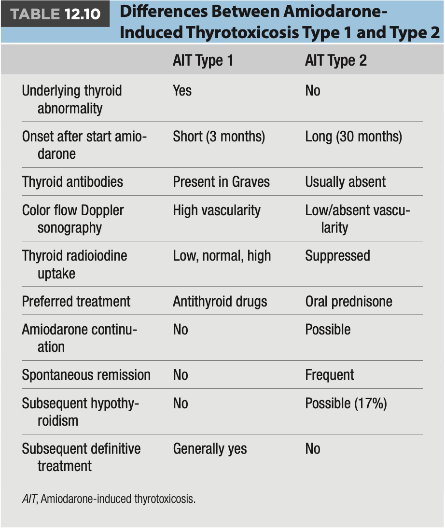 TABLE 12.10 Differences Between Amiodarone-
Induced Thyrotoxicosis Type 1 and Type 2
AIT Type 1 AIT Type 2
Underlying thyroid Yes No
abnormality
Onset after start amio- Short (3 months) Long (30 months)
darone
Thyroid antibodies Present in Graves Usually absent
Color flow Doppler High vascularity Low/absent vascu-
sonography larity
Thyroid radioiodine Low, normal, high Suppressed
uptake
Preferred treatment Antithyroid drugs Oral prednisone
Amiodarone continu- No Possible
ation
Spontaneous remission No Frequent
Subsequent hypothy- No Possible (17%)
roidism
Subsequent definitive Generally yes No
treatment
AIT, Amiodarone-induced thyrotoxicosis.